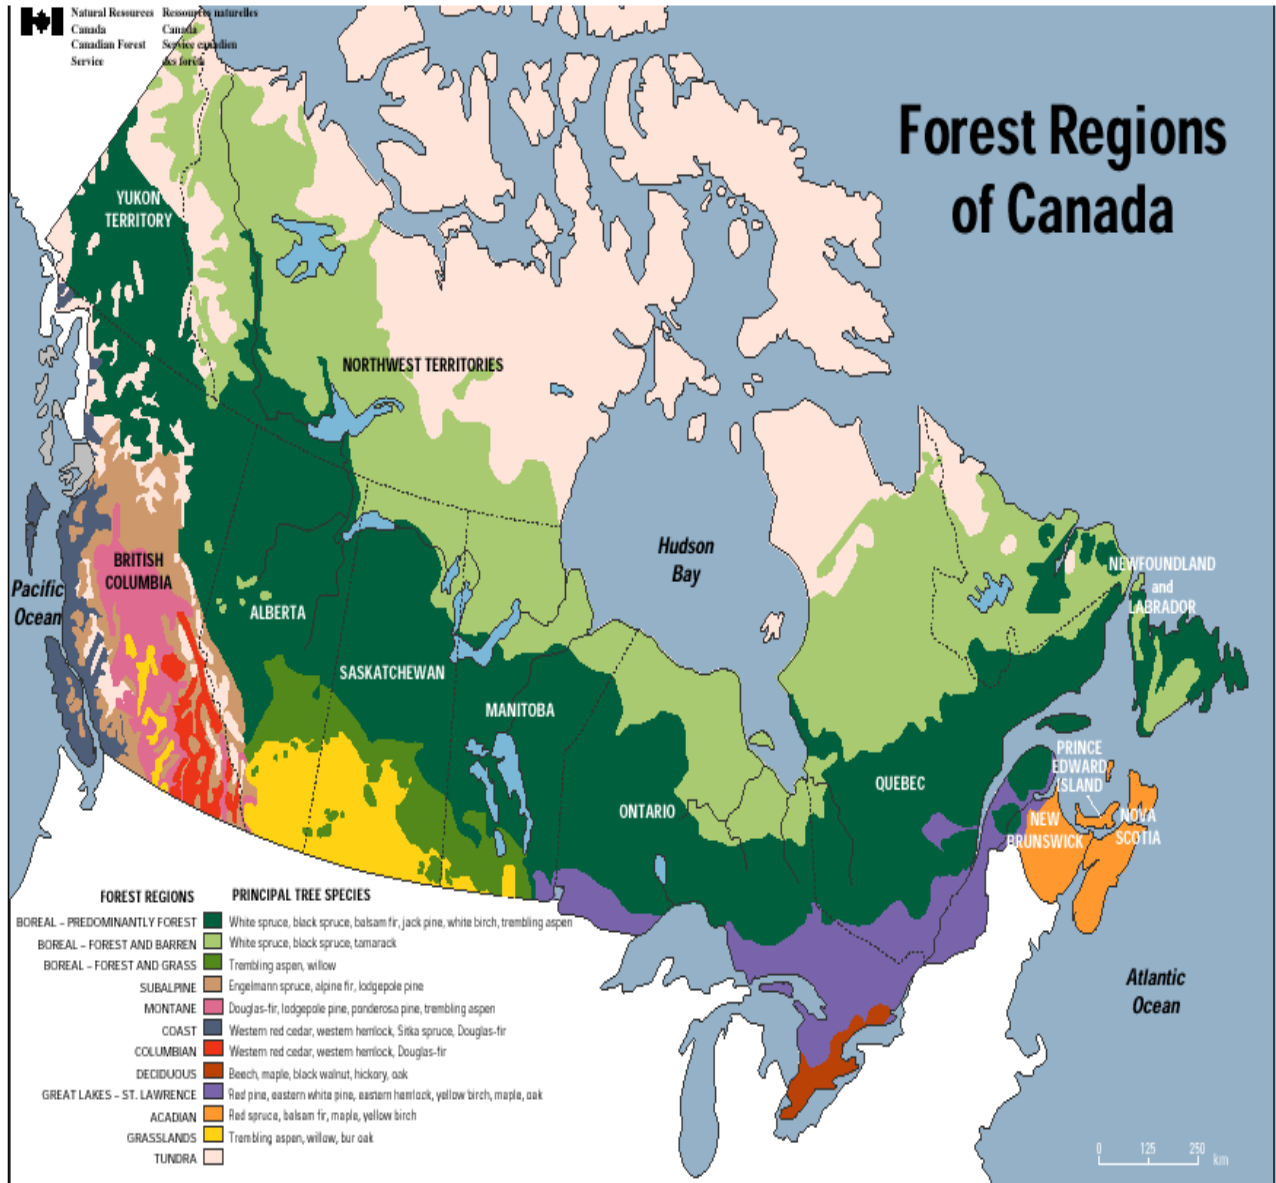 Natural Resources Ressources naturelles
Canada Canada
Canadian Forest Service canadien
Service des forêts
Forest Regions
of Canada
YUKON
TERRITORY
NORTHWEST TERRITORIES
Hudson
Bay
BRITISH
COLUMBIA
Pacific
Ocean
ALBERTA
SASKATCHEWAN
MANITOBA
ONTARIO
QUEBEC
NEWFOUNDLAND
and
LABRADOR
PRINCE
EDWARD
ISLAND
NEW
BRUNSWICK
NOVA
SCOTIA
Atlantic
Ocean
FOREST REGIONS PRINCIPAL TREE SPECIES
BOREAL – PREDOMINANTLY FOREST White spruce, black spruce, balsam fir, jack pine, white birch, trembling aspen
BOREAL – FOREST AND BARREN White spruce, black spruce, tamarack
BOREAL – FOREST AND GRASS Trembling aspen, willow
SUBALPINE Engelmann spruce, alpine fir, lodgepole pine
MONTANE Douglas-fir, lodgepole pine, ponderosa pine, trembling aspen
COAST Western red cedar, western hemlock, Sitka spruce, Douglas-fir
COLUMBIAN Western red cedar, western hemlock, Douglas-fir
DECIDUOUS Beech, maple, black walnut, hickory, oak
GREAT LAKES – ST. LAWRENCE Red pine, eastern white pine, eastern hemlock, yellow birch, maple, oak
ACADIAN Red spruce, balsam fir, maple, yellow birch
GRASSLANDS Trembling aspen, willow, bur oak
TUNDRA
0 125 250
km